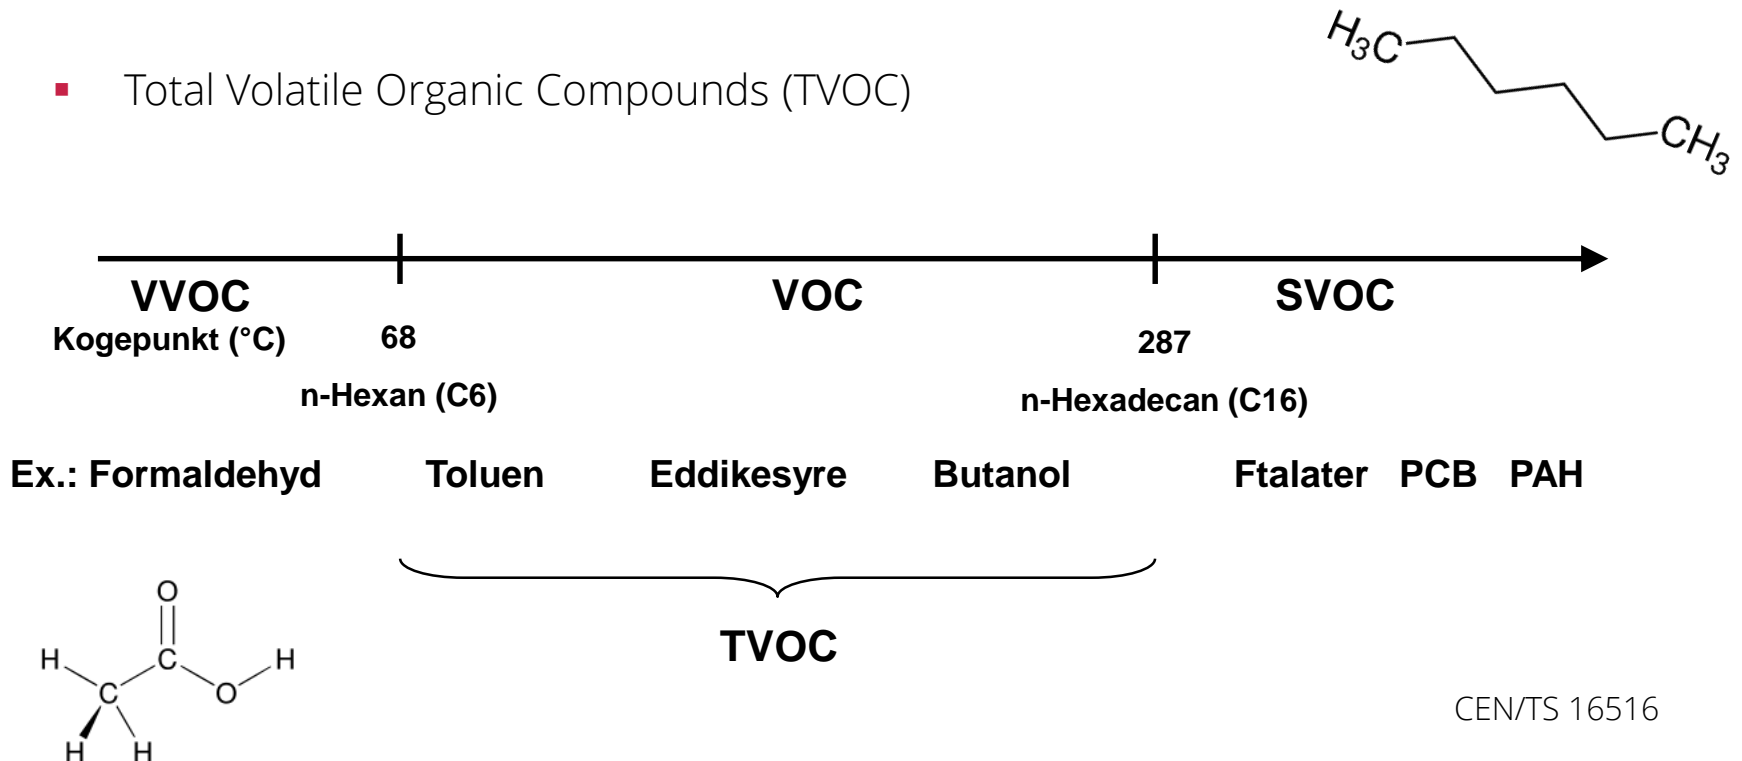 Total Volatile Organic Compounds (TVOC)
H3C
CH3
VVOC VOC SVOC
Kogepunkt (°C) 68 287
n-Hexan (C6) n-Hexadecan (C16)
Ex.: Formaldehyd Toluen Eddikesyre Butanol Ftalater PCB PAH
TVOC
O
H C H
C O
H H
CEN/TS 16516